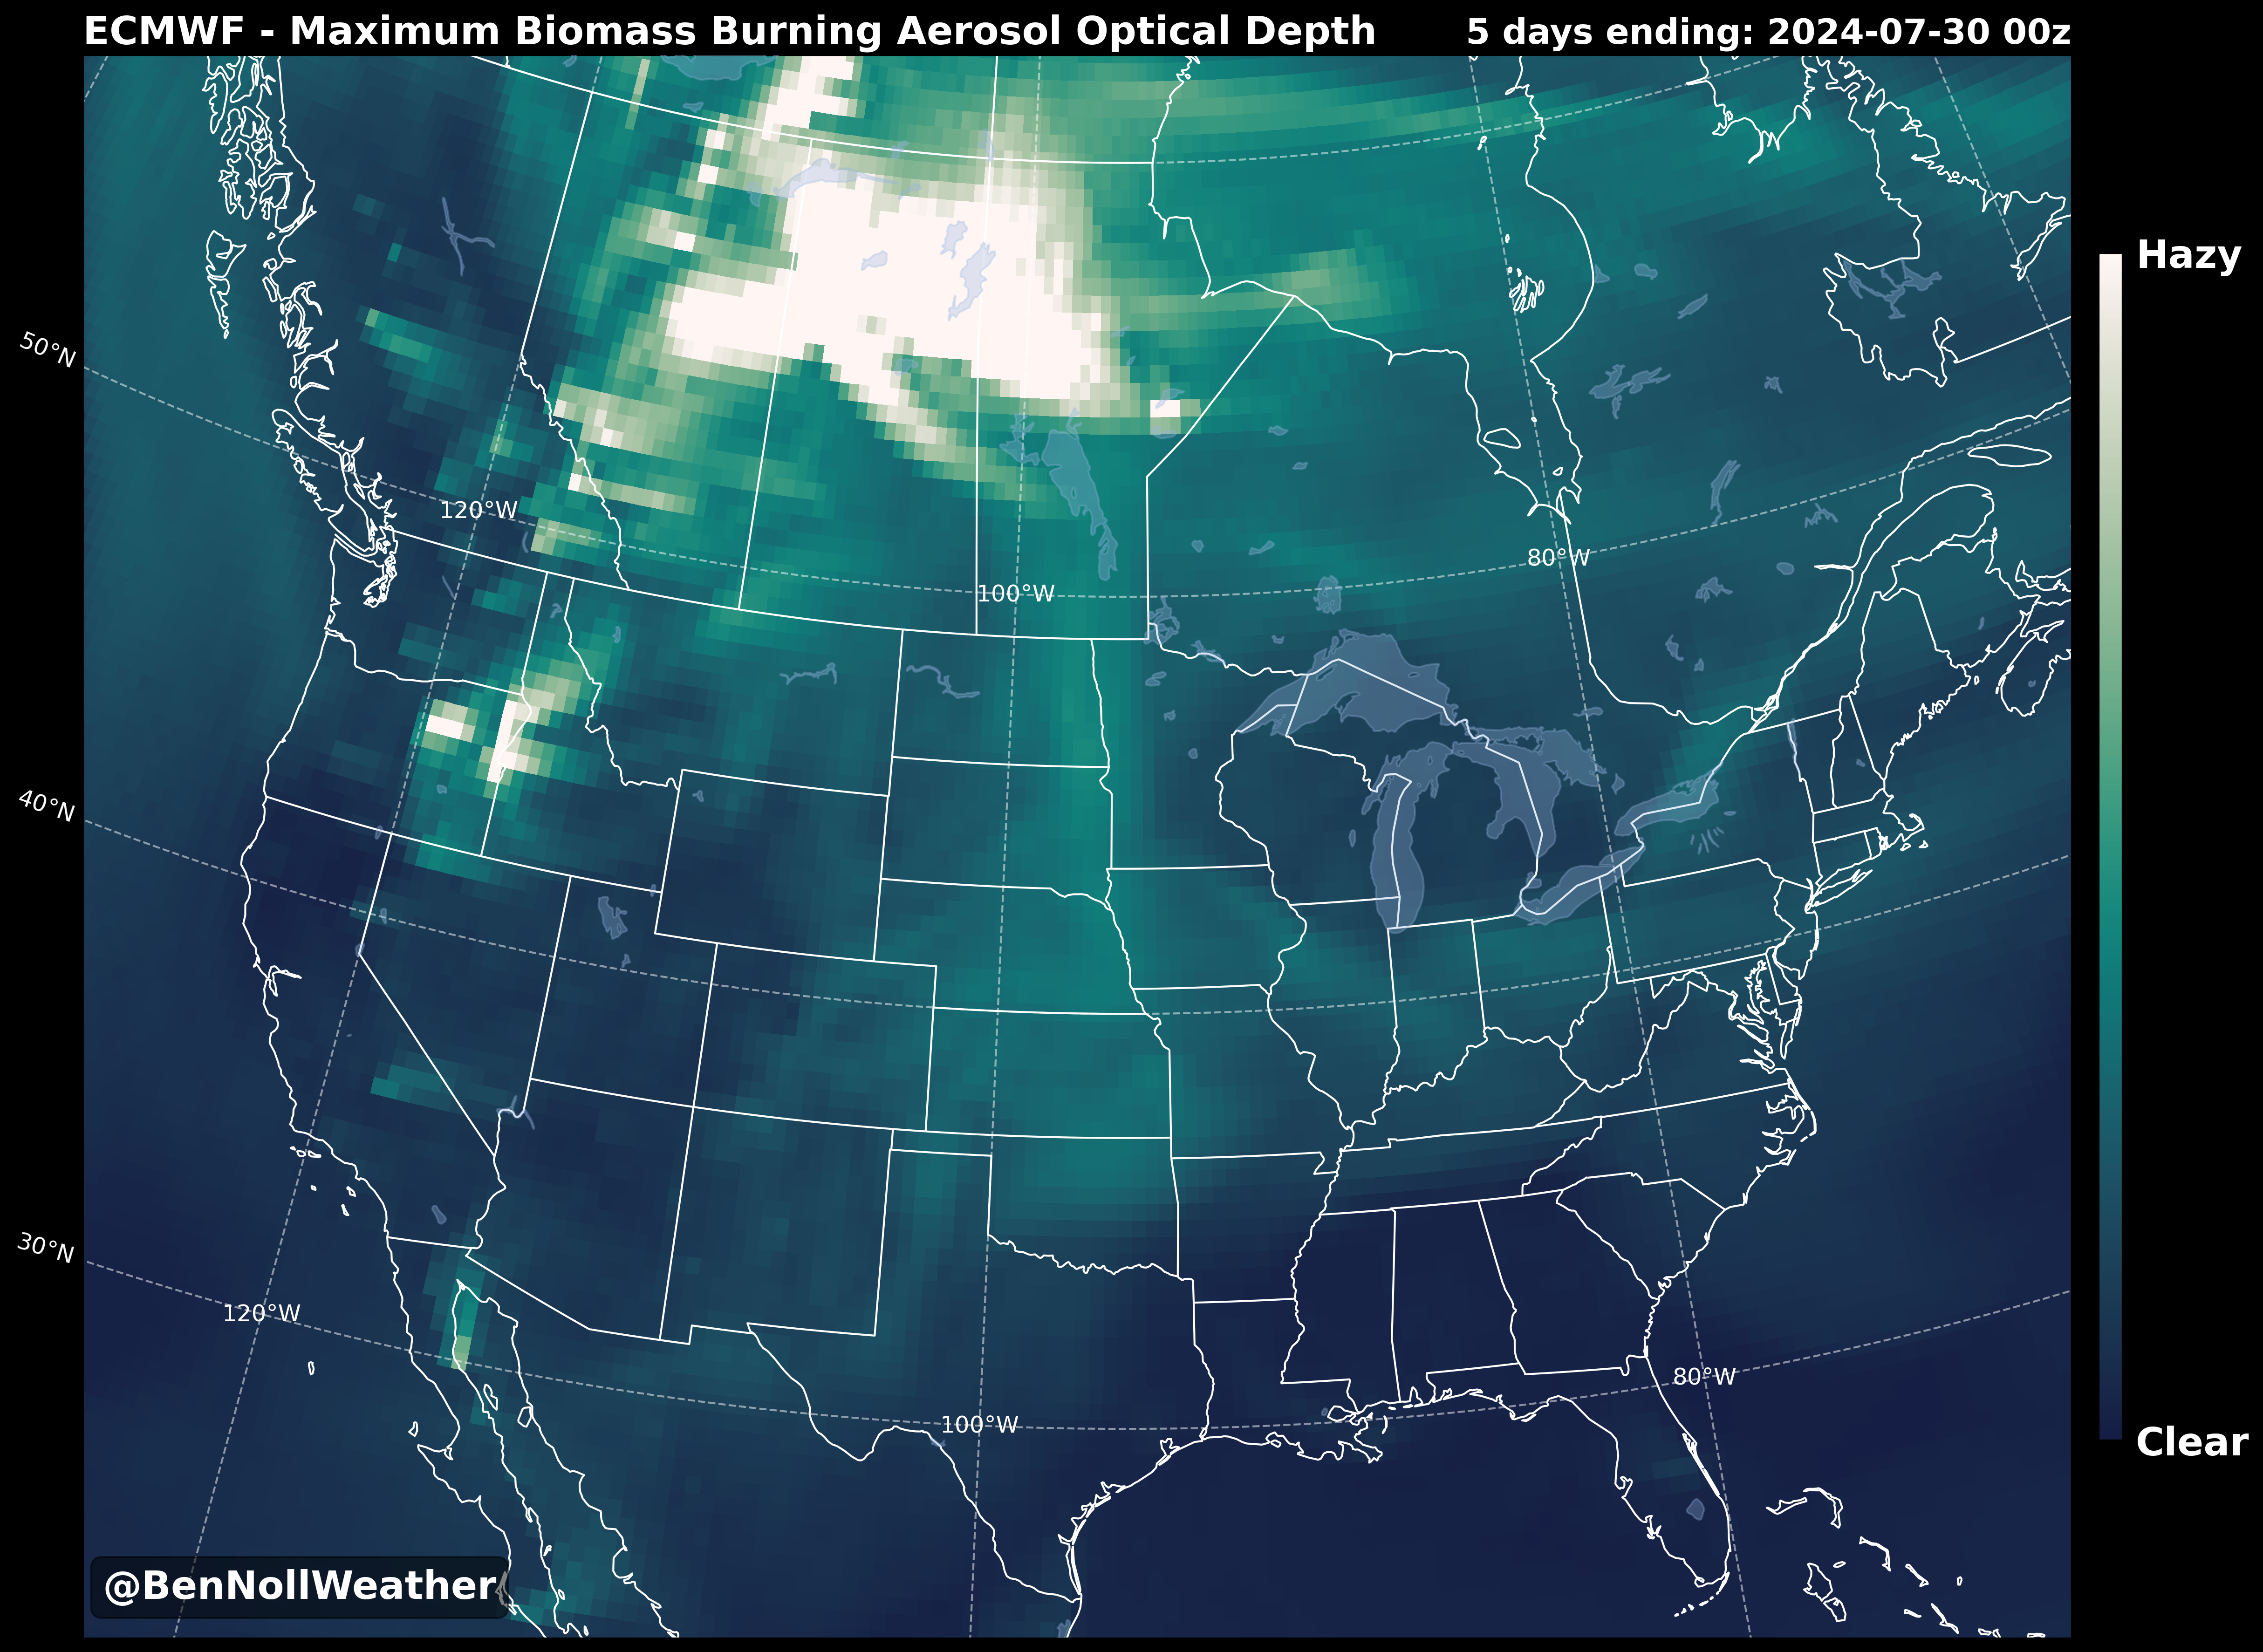 ECMWF - Maximum Biomass Burning Aerosol Optical Depth
5 days ending: 2024-07-30 00z
Hazy
50°N
120°W
80°W
100°W
40°N
30°N
120°W
80°W
100°W
Clear
@BenNollWeather